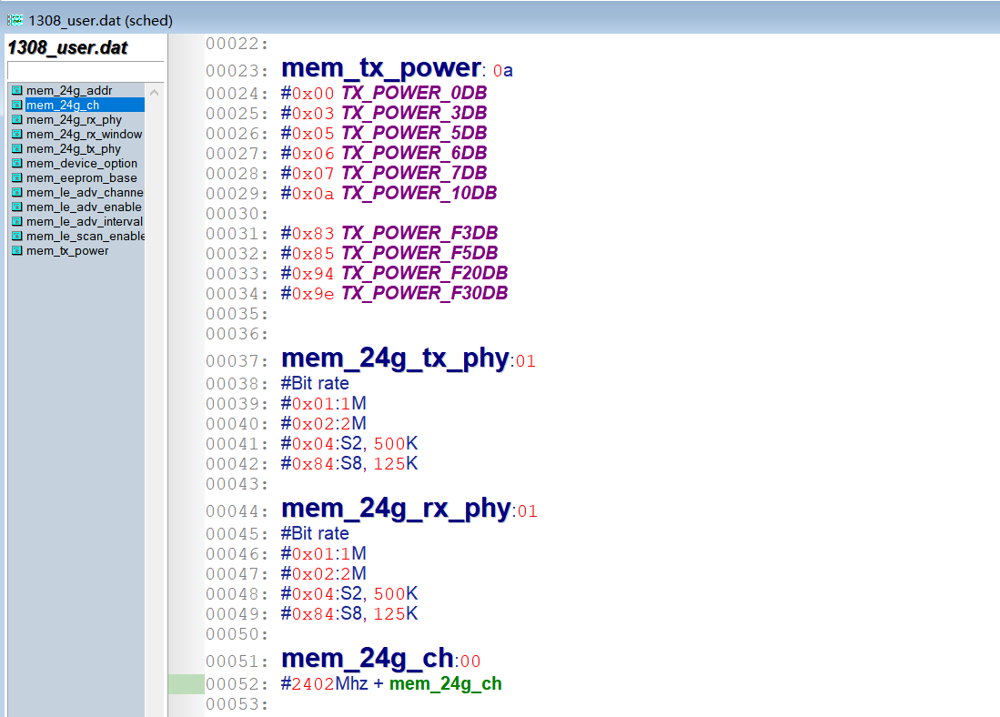 1308_user.dat (sched)
1308_user.dat
mem_24g_addr
mem_24g_ch
mem_24g_rx_phy
mem_24g_rx_window
mem_24g_tx_phy
mem_device_option
mem_eeprom_base
mem_le_adv_channe
mem_le_adv_enable
mem_le_adv_interval
mem_le_scan_enable
mem_tx_power
00022:
00023: mem_tx_power: 0a
00024: #0x00 TX_POWER_0DB
00025: #0x03 TX_POWER_3DB
00026: #0x05 TX_POWER_5DB
00027: #0x06 TX_POWER_6DB
00028: #0x07 TX_POWER_7DB
00029: #0x0a TX_POWER_10DB
00030:
00031: #0x83 TX_POWER_F3DB
00032: #0x85 TX_POWER_F5DB
00033: #0x94 TX_POWER_F20DB
00034: #0x9e TX_POWER_F30DB
00035:
00036:
00037: mem_24g_tx_phy:01
00038: #Bit rate
00039: #0x01:1M
00040: #0x02:2M
00041: #0x04:S2, 500K
00042: #0x84:S8, 125K
00043:
00044: mem_24g_rx_phy:01
00045: #Bit rate
00046: #0x01:1M
00047: #0x02:2M
00048: #0x04:S2, 500K
00049: #0x84:S8, 125K
00050:
00051: mem_24g_ch:00
00052: #2402Mhz + mem_24g_ch
00053: